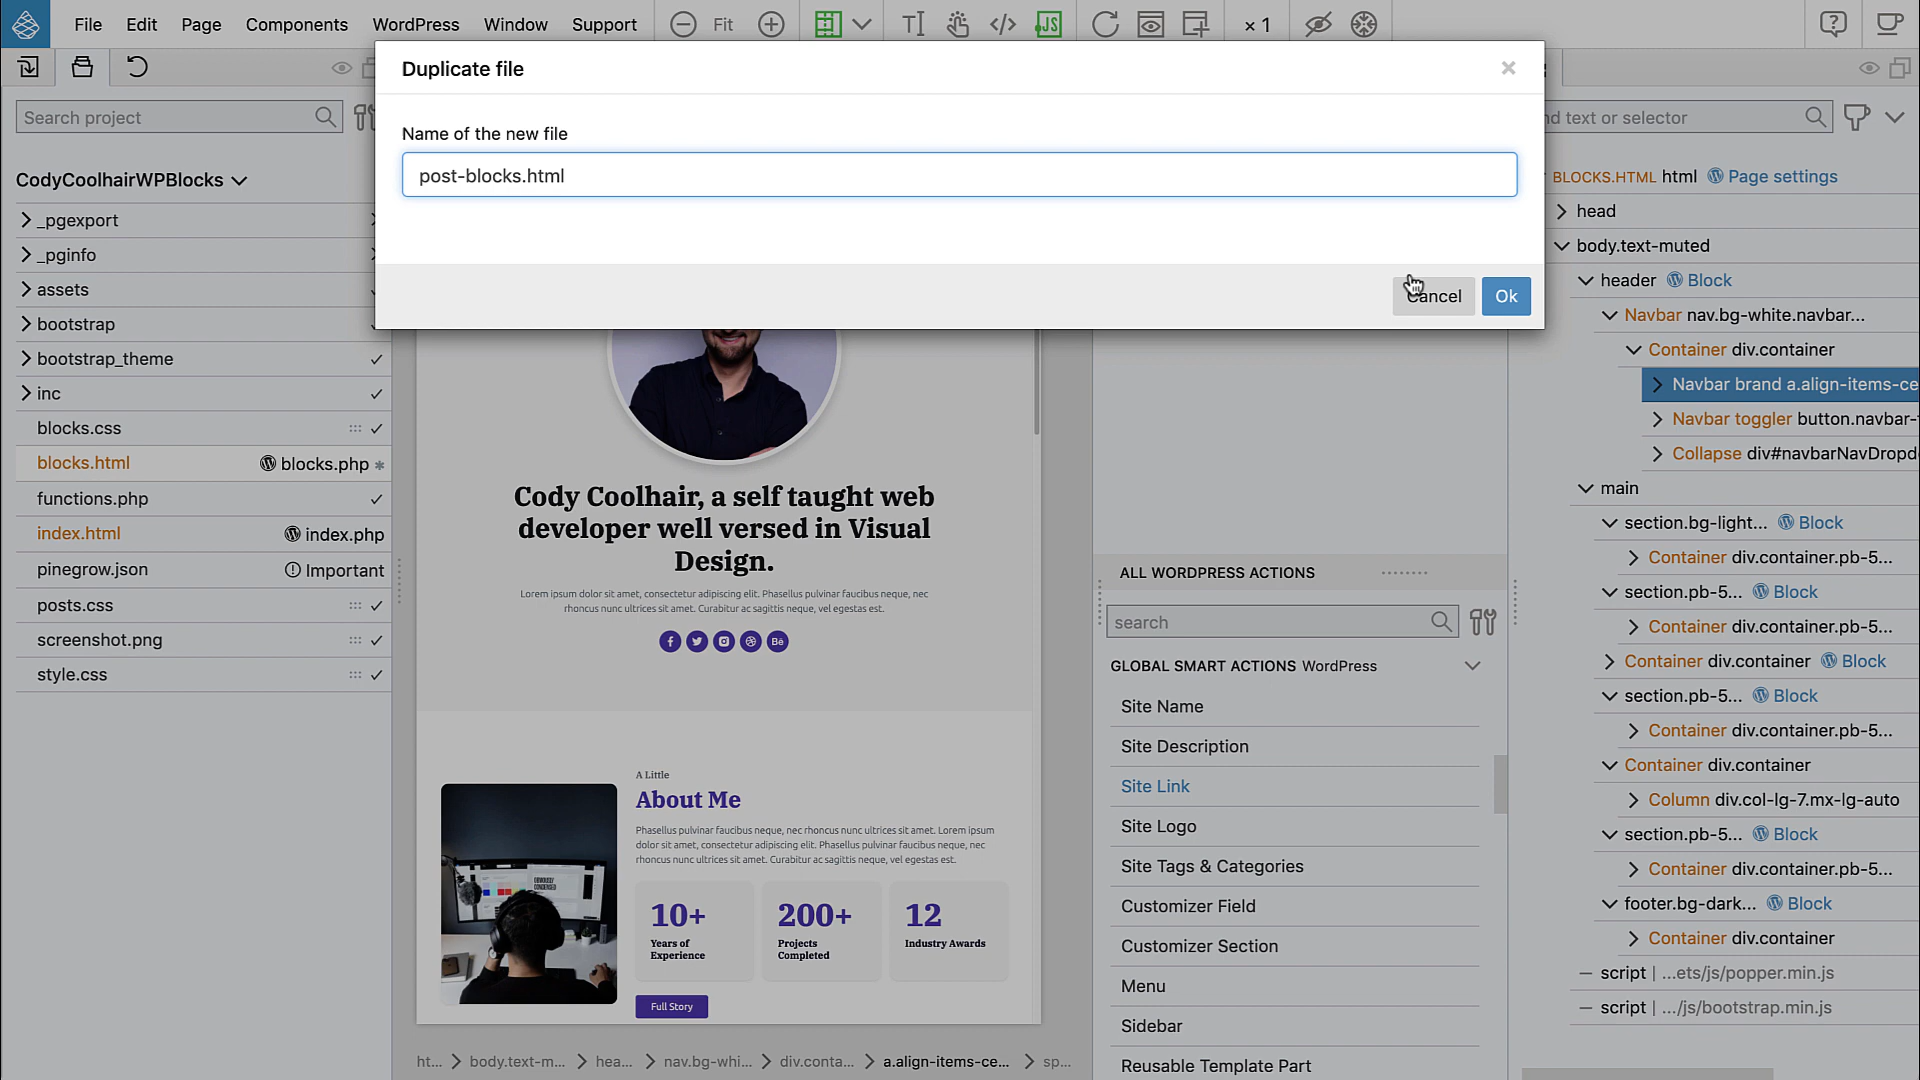 File Edit Page Components WordPress Window Support Fit JS × 1
Duplicate file
Name of the new file
post-blocks.html
Cancel Ok
Search project
CodyCoolhairWPBlocks
_pgexport
_pginfo
assets
bootstrap
bootstrap_theme
inc
blocks.css
blocks.html blocks.php *
functions.php
index.html index.php
pinegrow.json Important
posts.css
screenshot.png
style.css
Cody Coolhair, a self taught web
developer well versed in Visual
Design.
Lorem ipsum dolor sit amet, consectetur adipiscing elit. Phasellus pulvinar faucibus neque, nec
rhoncus nunc ultrices sit amet. Curabitur ac sagittis neque, vel egestas est.
Bē
A Little
About Me
Phasellus pulvinar faucibus neque, nec rhoncus nunc ultrices sit amet. Lorem ipsum
dolor sit amet, consectetur adipiscing elit. Phasellus pulvinar faucibus neque, nec
rhoncus nunc ultrices sit amet. Curabitur ac sagittis neque, vel egestas est.
10+ 200+ 12
Years of Projects Industry Awards
Experience Completed
Full Story
ht... body.text-m... hea... nav.bg-whi... div.conta... a.align-items-ce... sp...
ALL WORDPRESS ACTIONS
search
GLOBAL SMART ACTIONS WordPress
Site Name
Site Description
Site Link
Site Logo
Site Tags & Categories
Customizer Field
Customizer Section
Menu
Sidebar
Reusable Template Part
nd text or selector
BLOCKS.HTML html Page settings
head
body.text-muted
header Block
Navbar nav.bg-white.navbar...
Container div.container
Navbar brand a.align-items-ce
Navbar toggler button.navbar-
Collapse div#navbarNavDropd
main
section.bg-light... Block
Container div.container.pb-5...
section.pb-5... Block
Container div.container.pb-5...
Container div.container Block
section.pb-5... Block
Container div.container.pb-5...
Container div.container
Column div.col-lg-7.mx-lg-auto
section.pb-5... Block
Container div.container.pb-5...
footer.bg-dark... Block
Container div.container
script | ...ets/js/popper.min.js
script | .../js/bootstrap.min.js